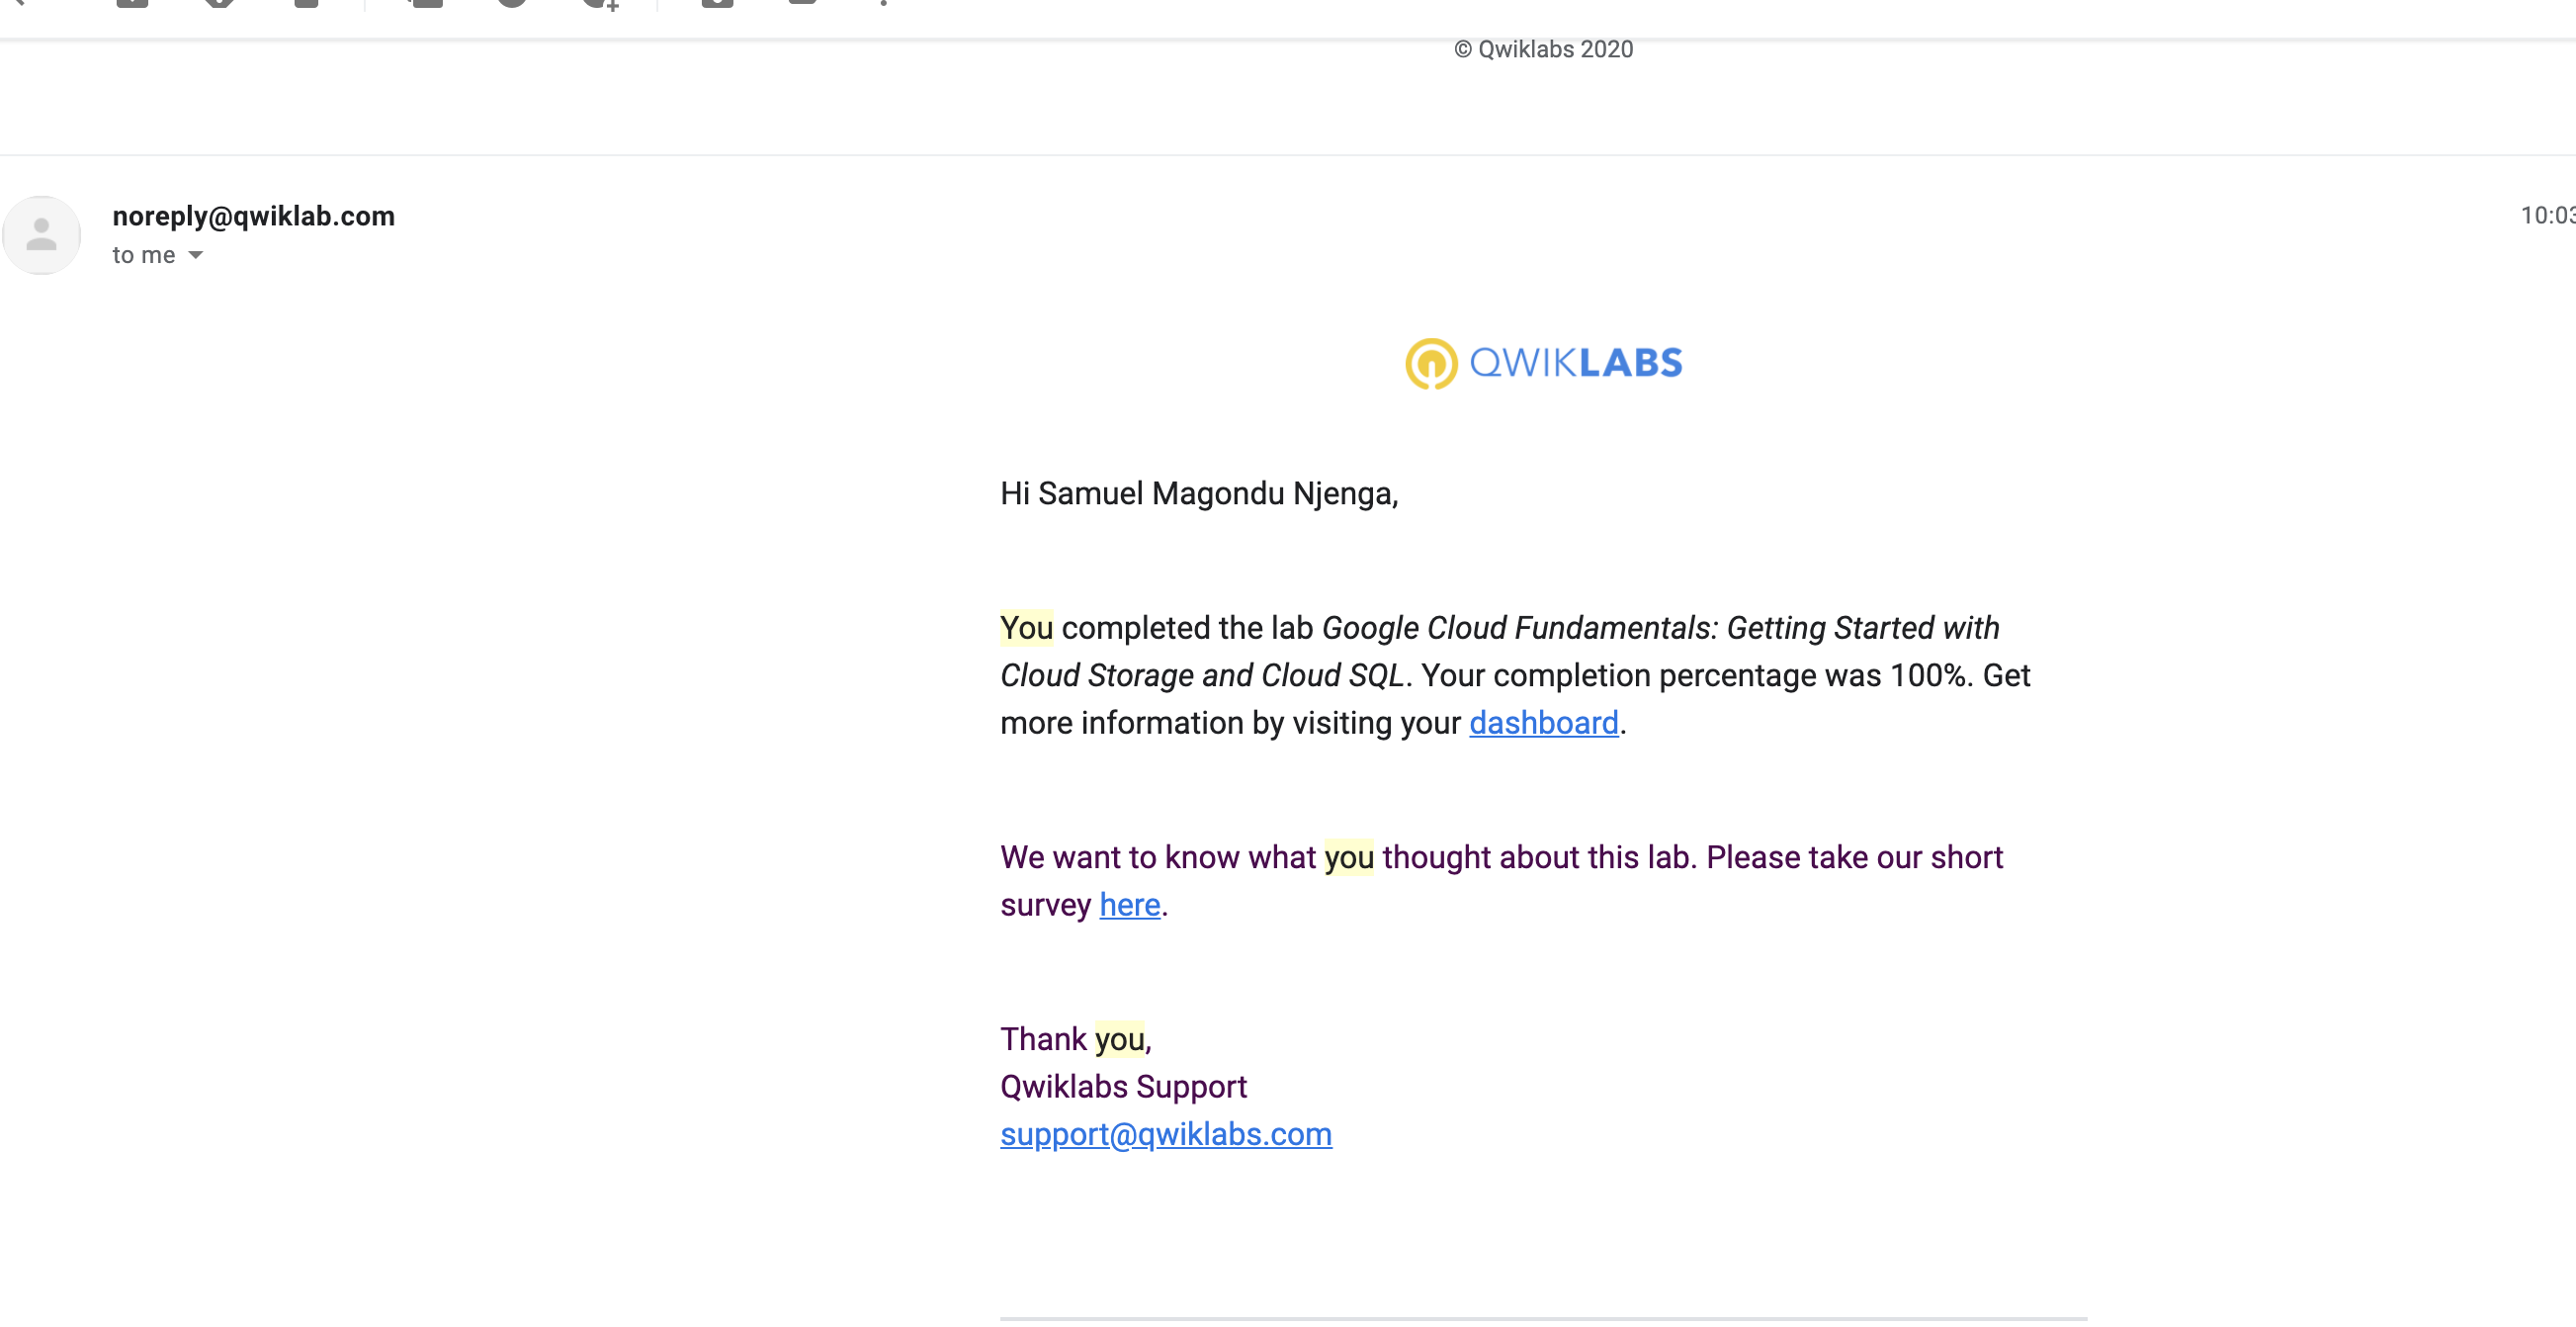 © Qwiklabs 2020
noreply@qwiklab.com
10:03
to me
QWIKLABS
Hi Samuel Magondu Njenga,
You completed the lab Google Cloud Fundamentals: Getting Started with
Cloud Storage and Cloud SQL. Your completion percentage was 100%. Get
more information by visiting your dashboard.
We want to know what you thought about this lab. Please take our short
survey here.
Thank you,
Qwiklabs Support
support@qwiklabs.com